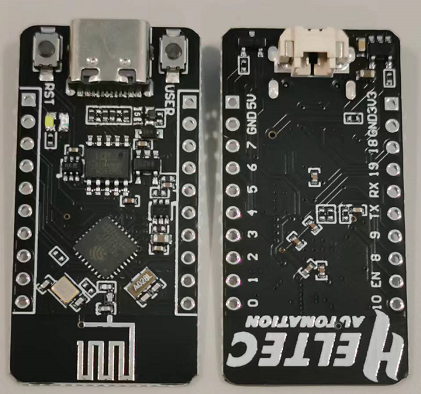 RST
USER
GND 5V
7
6
5
4
3
2
1
0
GND 3V3
18
19
RX
TX
9
8
EN
10
HELTEC
AUTOMATION